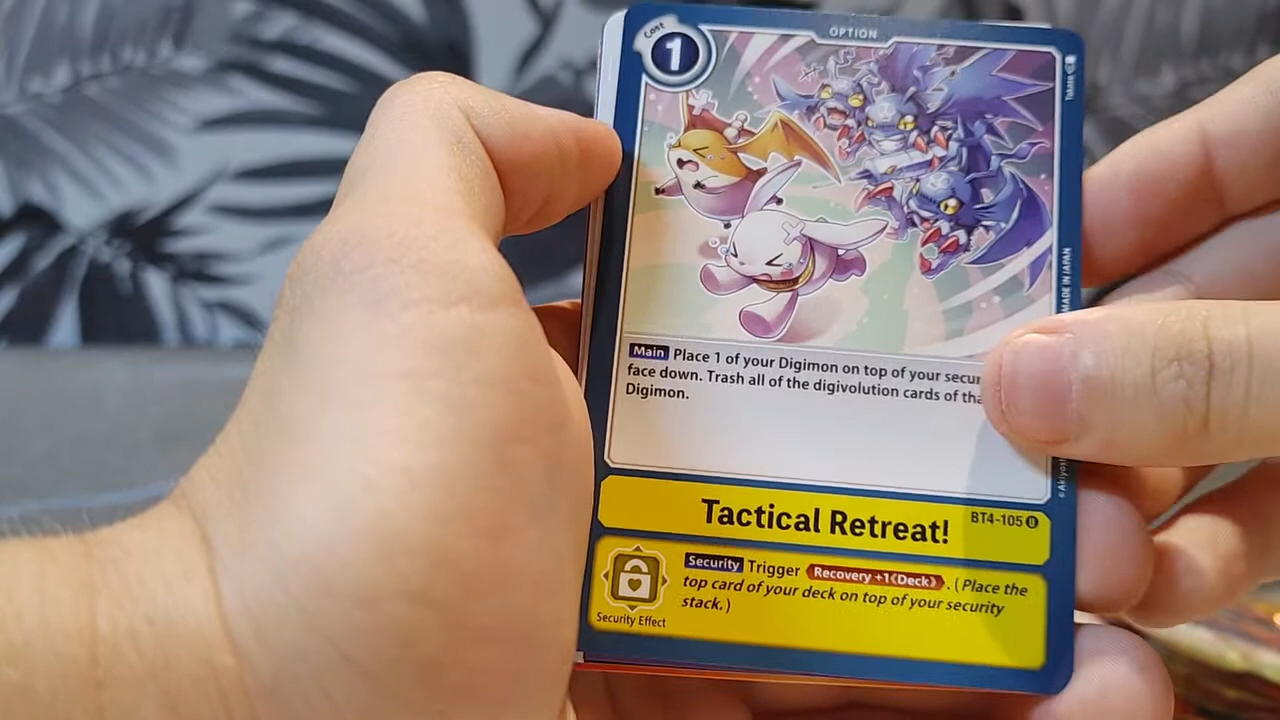 Cost
1
OPTION
MADE IN JAPAN
Main Place 1 of your Digimon on top of your
face down. Trash all of the digivolution cards of
Digimon.
Tactical Retreat!
BT4-105 U
Security Trigger Recovery +1 《Deck》. (Place the
top card of your deck on top of your security
stack.)
Security Effect